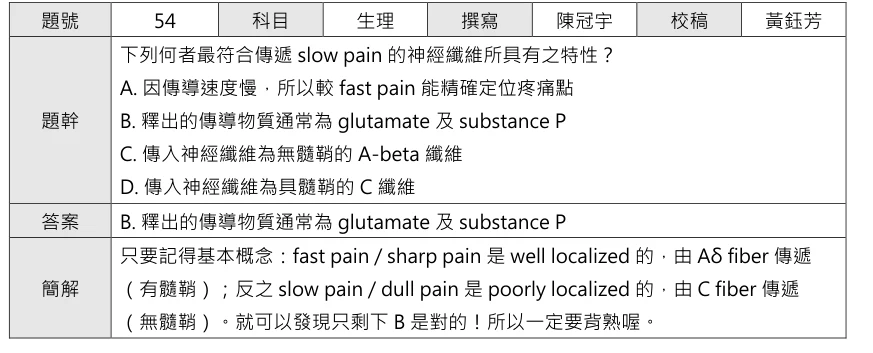 題號 54 科目 生理 撰寫 陳冠宇 校稿 黃鈺芳
題幹
下列何者最符合傳遞 slow pain 的神經纖維所具有之特性？
A. 因傳導速度慢，所以較 fast pain 能精確定位疼痛點
B. 釋出的傳導物質通常為 glutamate 及 substance P
C. 傳入神經纖維為無髓鞘的 A-beta 纖維
D. 傳入神經纖維為具髓鞘的 C 纖維
答案 B. 釋出的傳導物質通常為 glutamate 及 substance P
簡解
只要記得基本概念：fast pain / sharp pain 是 well localized 的，由 Aδ fiber 傳遞
（有髓鞘）；反之 slow pain / dull pain 是 poorly localized 的，由 C fiber 傳遞
（無髓鞘）。就可以發現只剩下 B 是對的！所以一定要背熟喔。